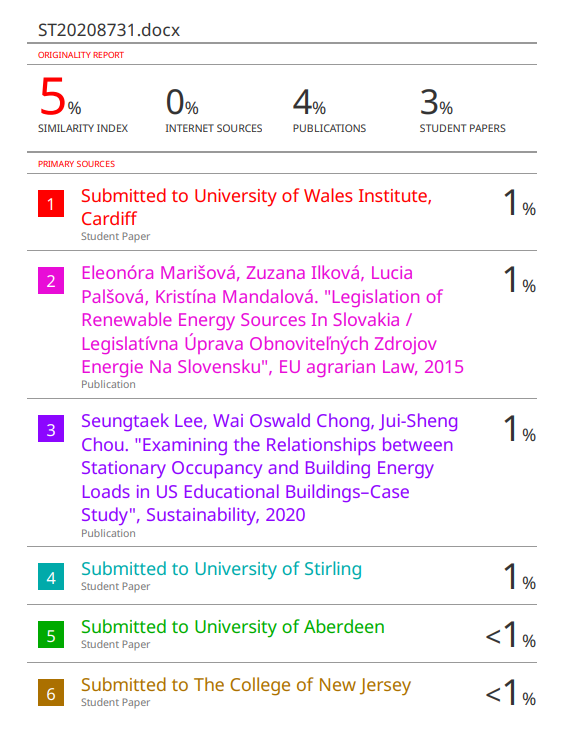 ST20208731.docx
ORIGINALITY REPORT
5%
0%
4%
3%
SIMILARITY INDEX
INTERNET SOURCES
PUBLICATIONS
STUDENT PAPERS
PRIMARY SOURCES
1
Submitted to University of Wales Institute,
Cardiff
Student Paper
1%
2
Eleonóra Marišová, Zuzana Ilková, Lucia
Palšová, Kristína Mandalová. "Legislation of
Renewable Energy Sources In Slovakia /
Legislatívna Úprava Obnoviteľných Zdrojov
Energie Na Slovensku", EU agrarian Law, 2015
Publication
1%
3
Seungtaek Lee, Wai Oswald Chong, Jui-Sheng
Chou. "Examining the Relationships between
Stationary Occupancy and Building Energy
Loads in US Educational Buildings–Case
Study", Sustainability, 2020
Publication
1%
4
Submitted to University of Stirling
Student Paper
1%
5
Submitted to University of Aberdeen
Student Paper
<1%
6
Submitted to The College of New Jersey
Student Paper
<1%